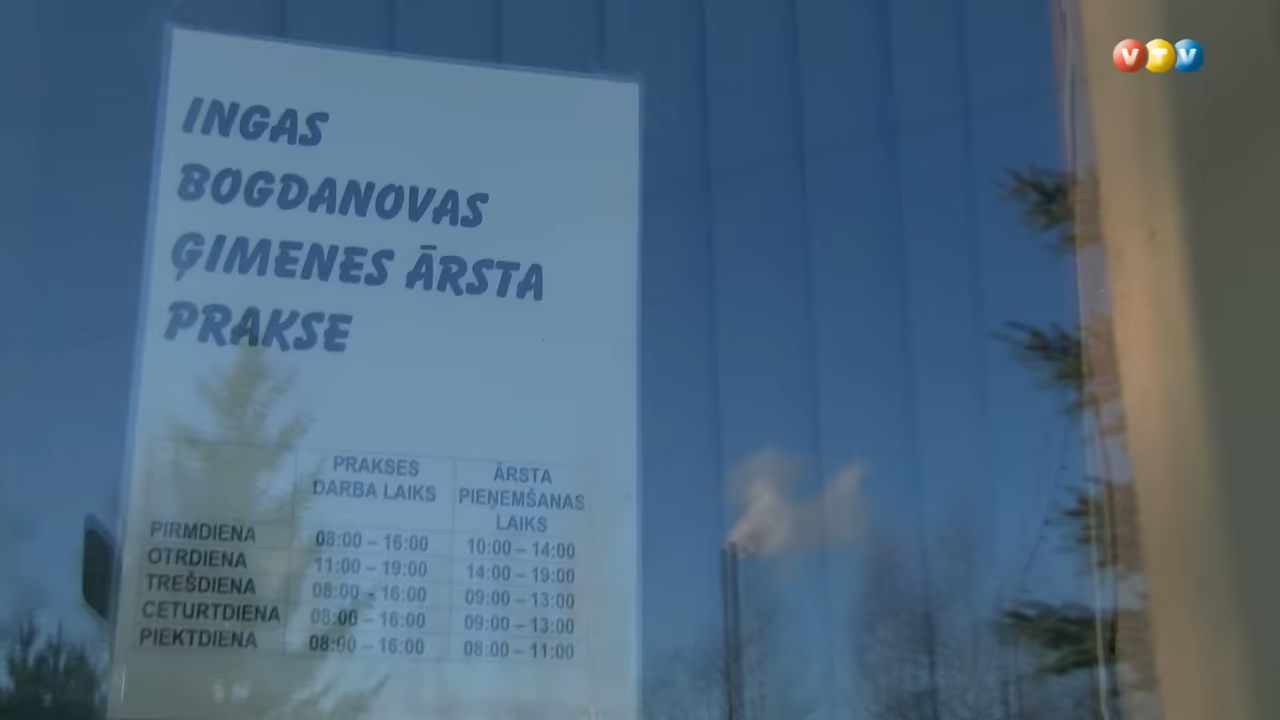 VTV
INGAS
BOGDANOVAS
ĢIMENES ĀRSTA
PRAKSE
PRAKSES DARBA LAIKS ĀRSTA PIEŅEMŠANAS LAIKS
PIRMDIENA 08:00 – 16:00 10:00 – 14:00
OTRDIENA 11:00 – 19:00 14:00 – 19:00
TREŠDIENA 08:00 - 16:00 09:00 – 13:00
CETURTDIENA 08:00 – 16:00 09:00 – 13:00
PIEKTDIENA 08:00 – 16:00 08:00 – 11:00